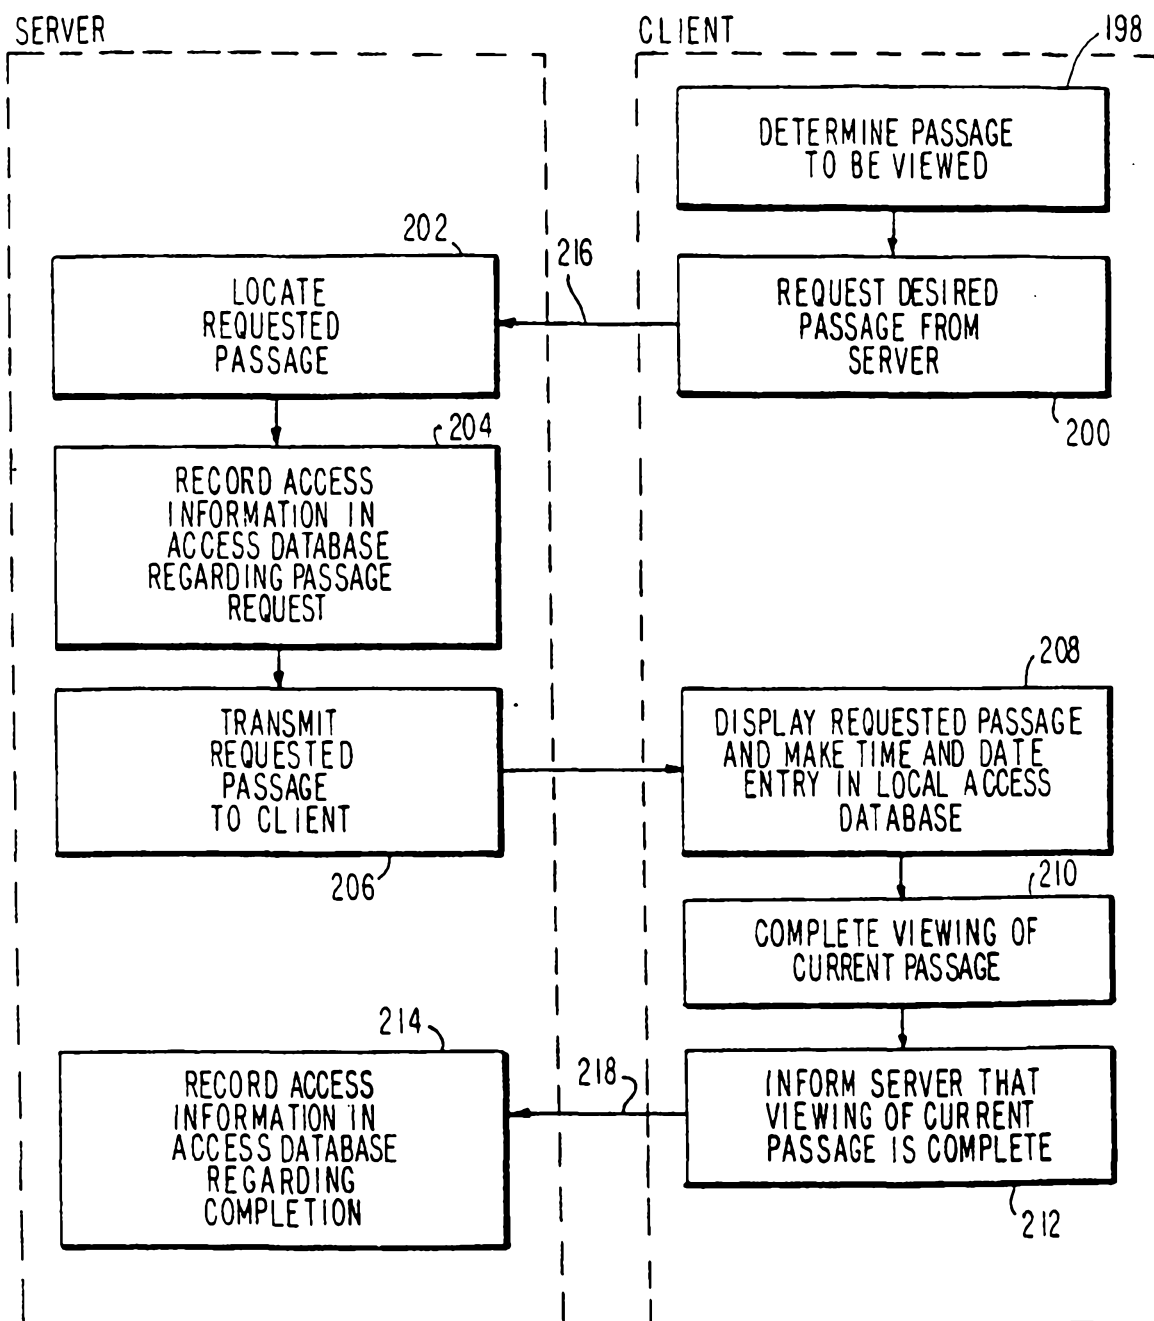 SERVER
CLIENT
198
DETERMINE PASSAGE
TO BE VIEWED
202
216
LOCATE
REQUESTED
PASSAGE
REQUEST DESIRED
PASSAGE FROM
SERVER
200
204
RECORD ACCESS
INFORMATION IN
ACCESS DATABASE
REGARDING PASSAGE
REQUEST
208
TRANSMIT
REQUESTED
PASSAGE
TO CLIENT
206
DISPLAY REQUESTED PASSAGE
AND MAKE TIME AND DATE
ENTRY IN LOCAL ACCESS
DATABASE
210
COMPLETE VIEWING OF
CURRENT PASSAGE
214
218
RECORD ACCESS
INFORMATION IN
ACCESS DATABASE
REGARDING
COMPLETION
INFORM SERVER THAT
VIEWING OF CURRENT
PASSAGE IS COMPLETE
212